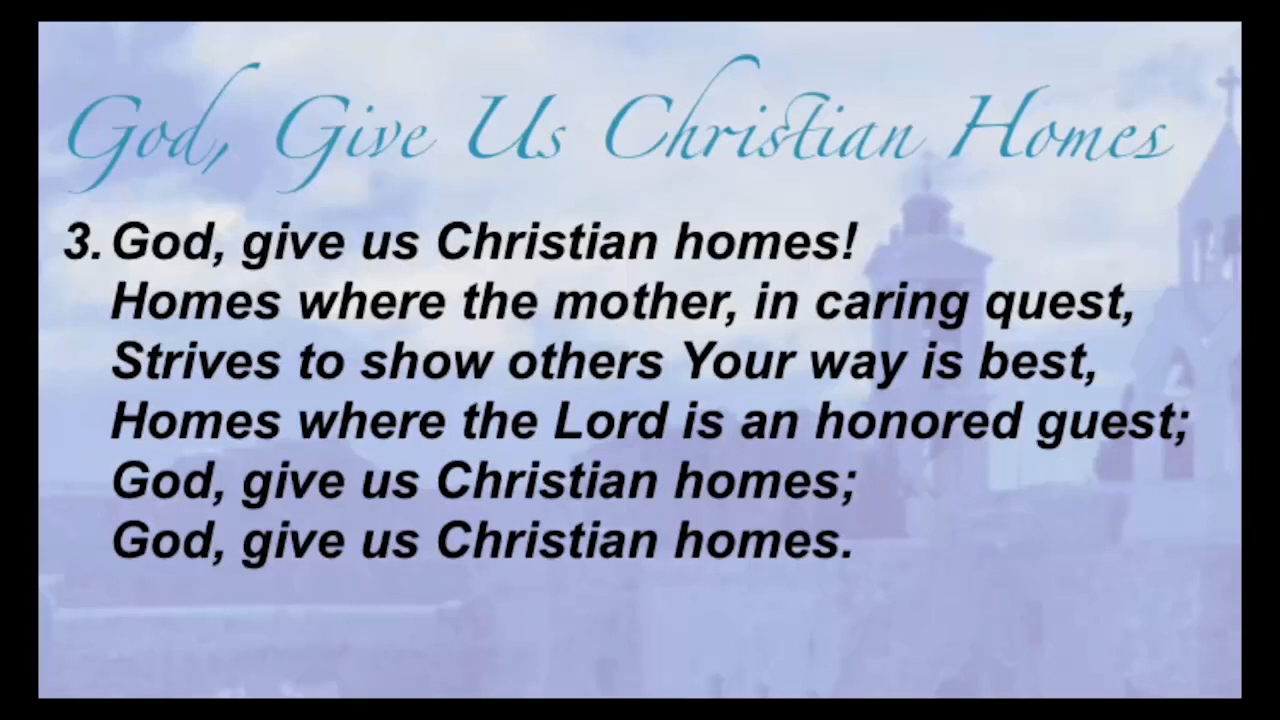 God, Give Us Christian Homes
3. God, give us Christian homes!
Homes where the mother, in caring quest,
Strives to show others Your way is best,
Homes where the Lord is an honored guest;
God, give us Christian homes;
God, give us Christian homes.